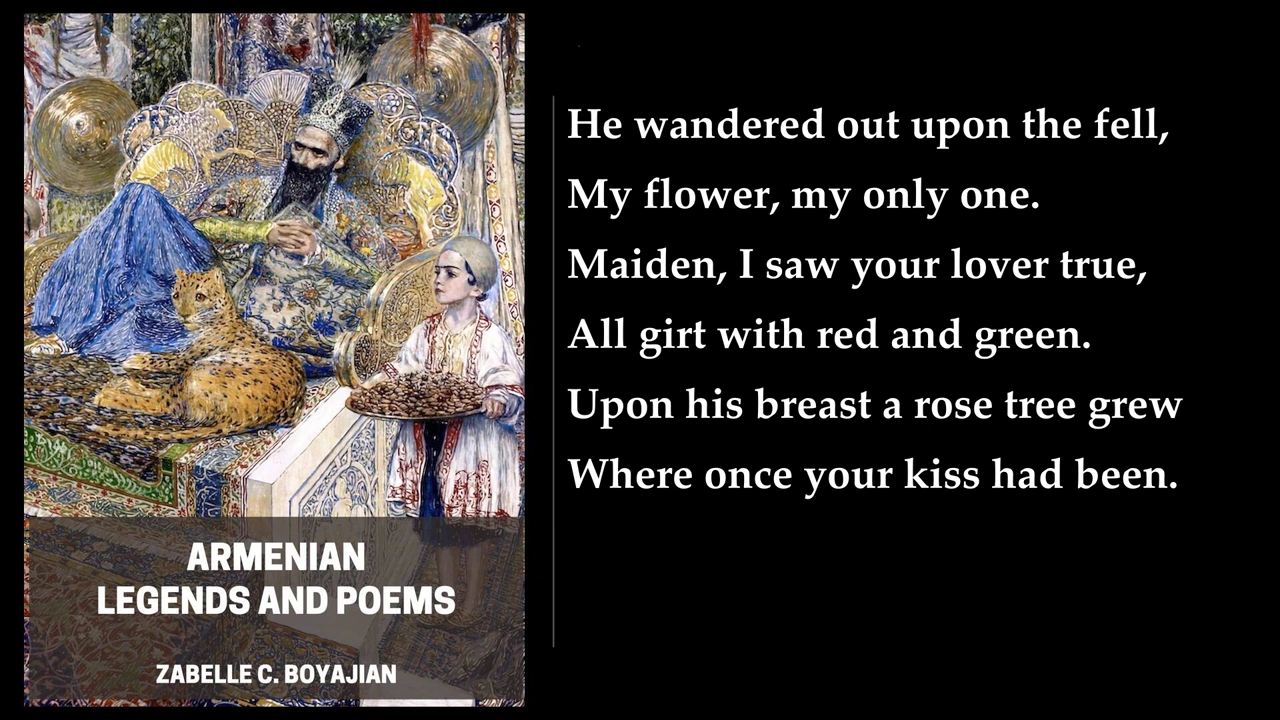 He wandered out upon the fell,
My flower, my only one.
Maiden, I saw your lover true,
All girt with red and green.
Upon his breast a rose tree grew
Where once your kiss had been.
ARMENIAN
LEGENDS AND POEMS
ZABELLE C. BOYAJIAN